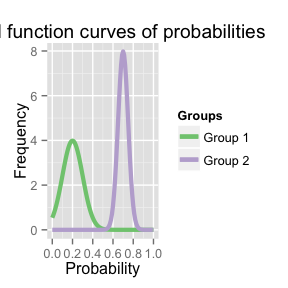 function curves of probabilities
8
6
4
2
0
Frequency
0.0 0.2 0.4 0.6 0.8 1.0
Probability
Groups
Group 1
Group 2